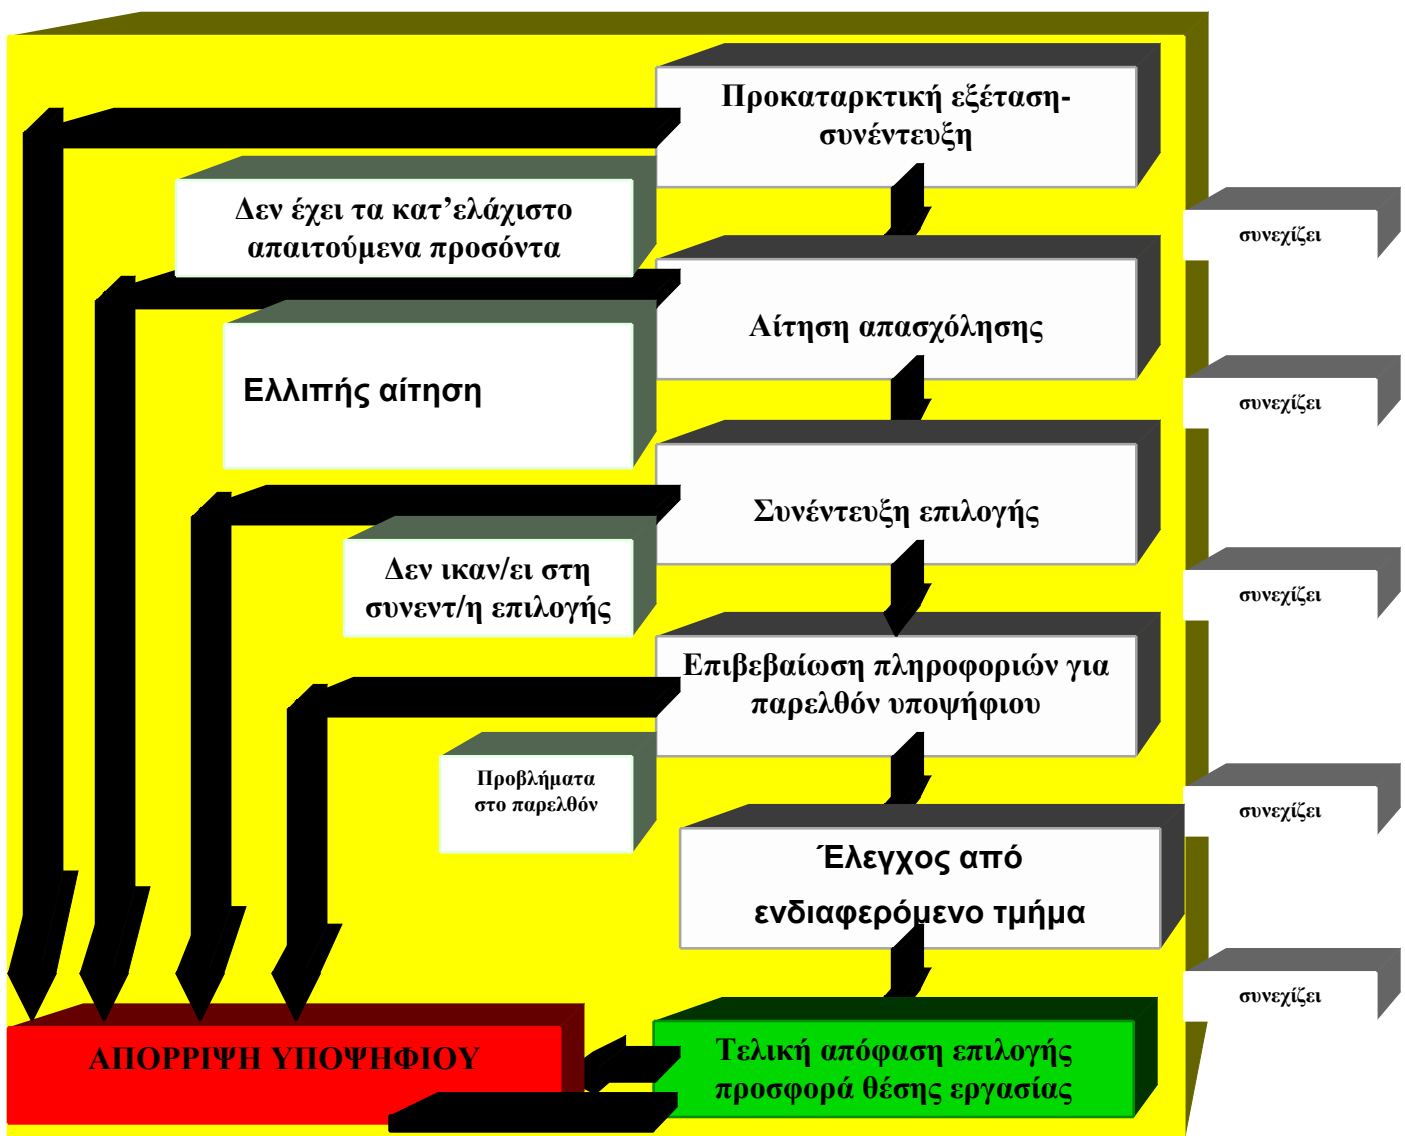 Προκαταρκτική εξέταση-
συνέντευξη
Δεν έχει τα κατ’ελάχιστο
απαιτούμενα προσόντα
συνεχίζει
Αίτηση απασχόλησης
Ελλιπής αίτηση
συνεχίζει
Συνέντευξη επιλογής
Δεν ικαν/ει στη
συνεντ/η επιλογής
συνεχίζει
Επιβεβαίωση πληροφοριών για
παρελθόν υποψήφιου
Προβλήματα
στο παρελθόν
συνεχίζει
Έλεγχος από
ενδιαφερόμενο τμήμα
συνεχίζει
ΑΠΟΡΡΙΨΗ ΥΠΟΨΗΦΙΟΥ
Τελική απόφαση επιλογής
προσφορά θέσης εργασίας